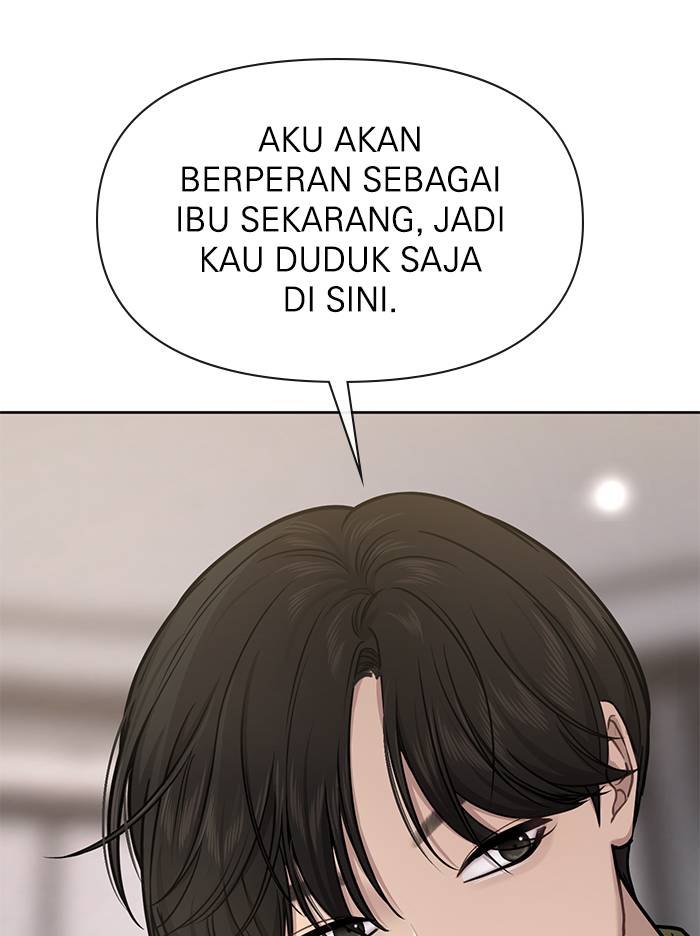 AKU AKAN
BERPERAN SEBAGAI
IBU SEKARANG, JADI
KAU DUDUK SAJA
DI SINI.